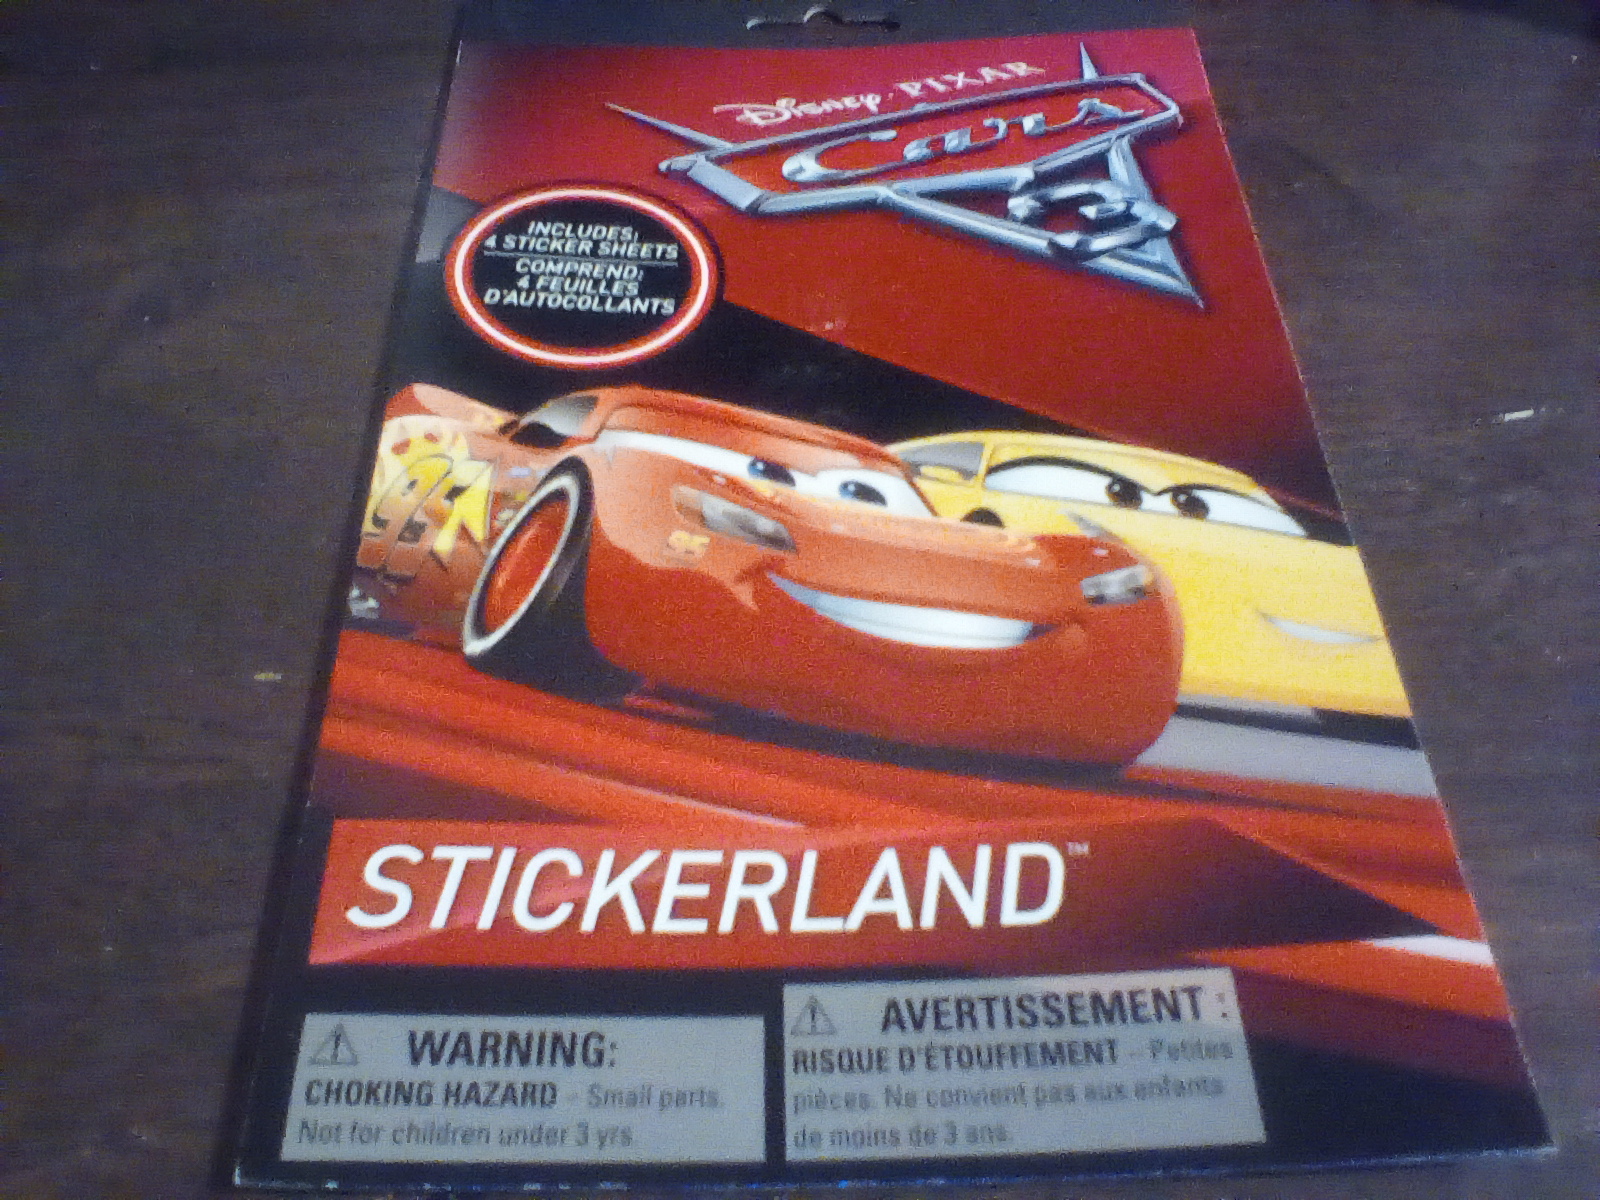 DISNEY · PIXAR
Cars
3
INCLUDES:
4 STICKER SHEETS
COMPREND:
4 FEUILLES
D'AUTOCOLLANTS
95
95
STICKERLAND™
WARNING:
CHOKING HAZARD – Small parts.
Not for children under 3 yrs.
AVERTISSEMENT :
RISQUE D'ÉTOUFFEMENT – Petites
pièces. Ne convient pas aux enfants
de moins de 3 ans.